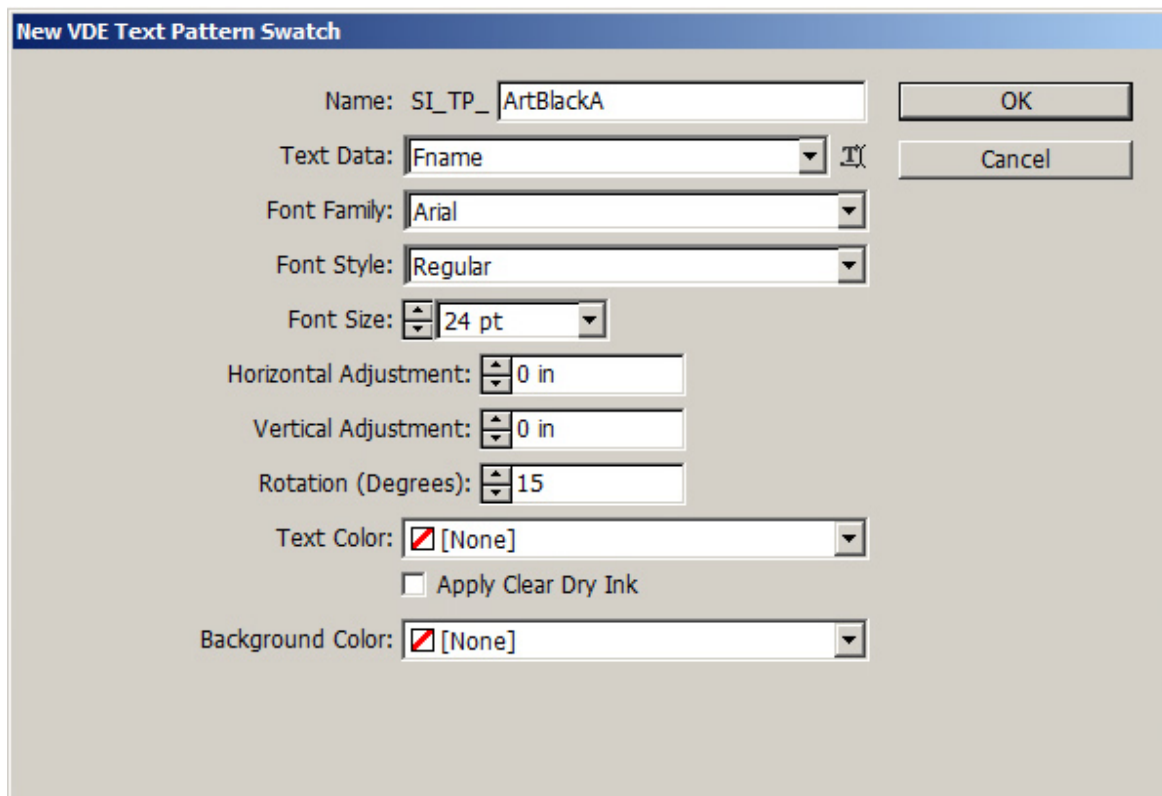 New VDE Text Pattern Swatch
Name: SI_TP_ ArtBlackA OK
Text Data: Fname Cancel
Font Family: Arial
Font Style: Regular
Font Size: 24 pt
Horizontal Adjustment: 0 in
Vertical Adjustment: 0 in
Rotation (Degrees): 15
Text Color: [None]
Apply Clear Dry Ink
Background Color: [None]